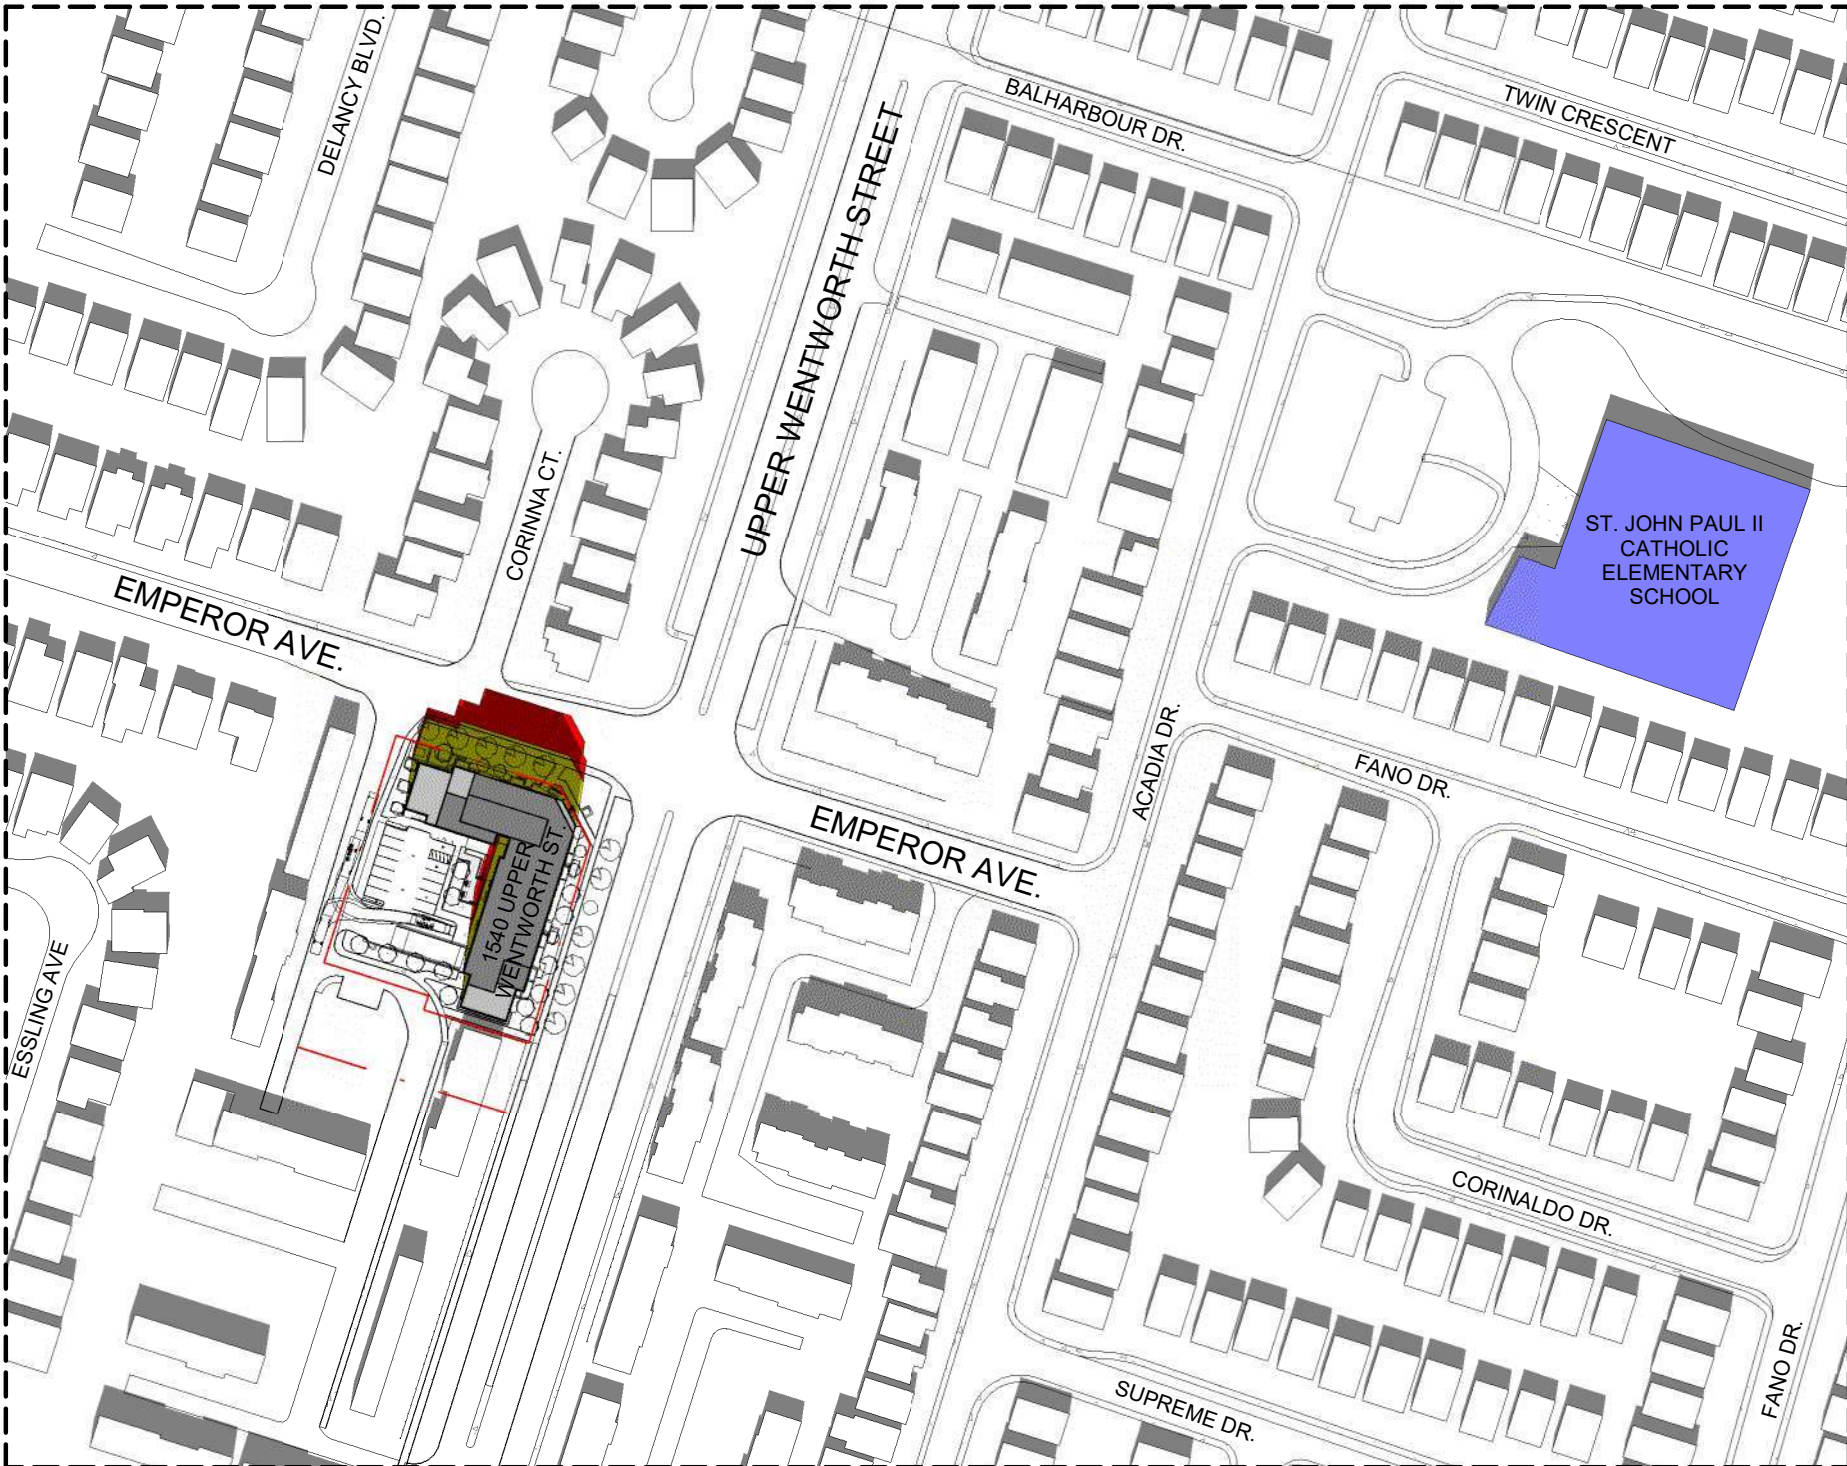 DELANCY BLVD.
BALHARBOUR DR.
TWIN CRESCENT
UPPER WENTWORTH STREET
CORINNA CT.
ST. JOHN PAUL II
CATHOLIC
ELEMENTARY
SCHOOL
EMPEROR AVE.
ACADIA DR.
FANO DR.
EMPEROR AVE.
1540 UPPER
WENTWORTH ST.
ESSLING AVE
CORINALDO DR.
SUPREME DR.
FANO DR.